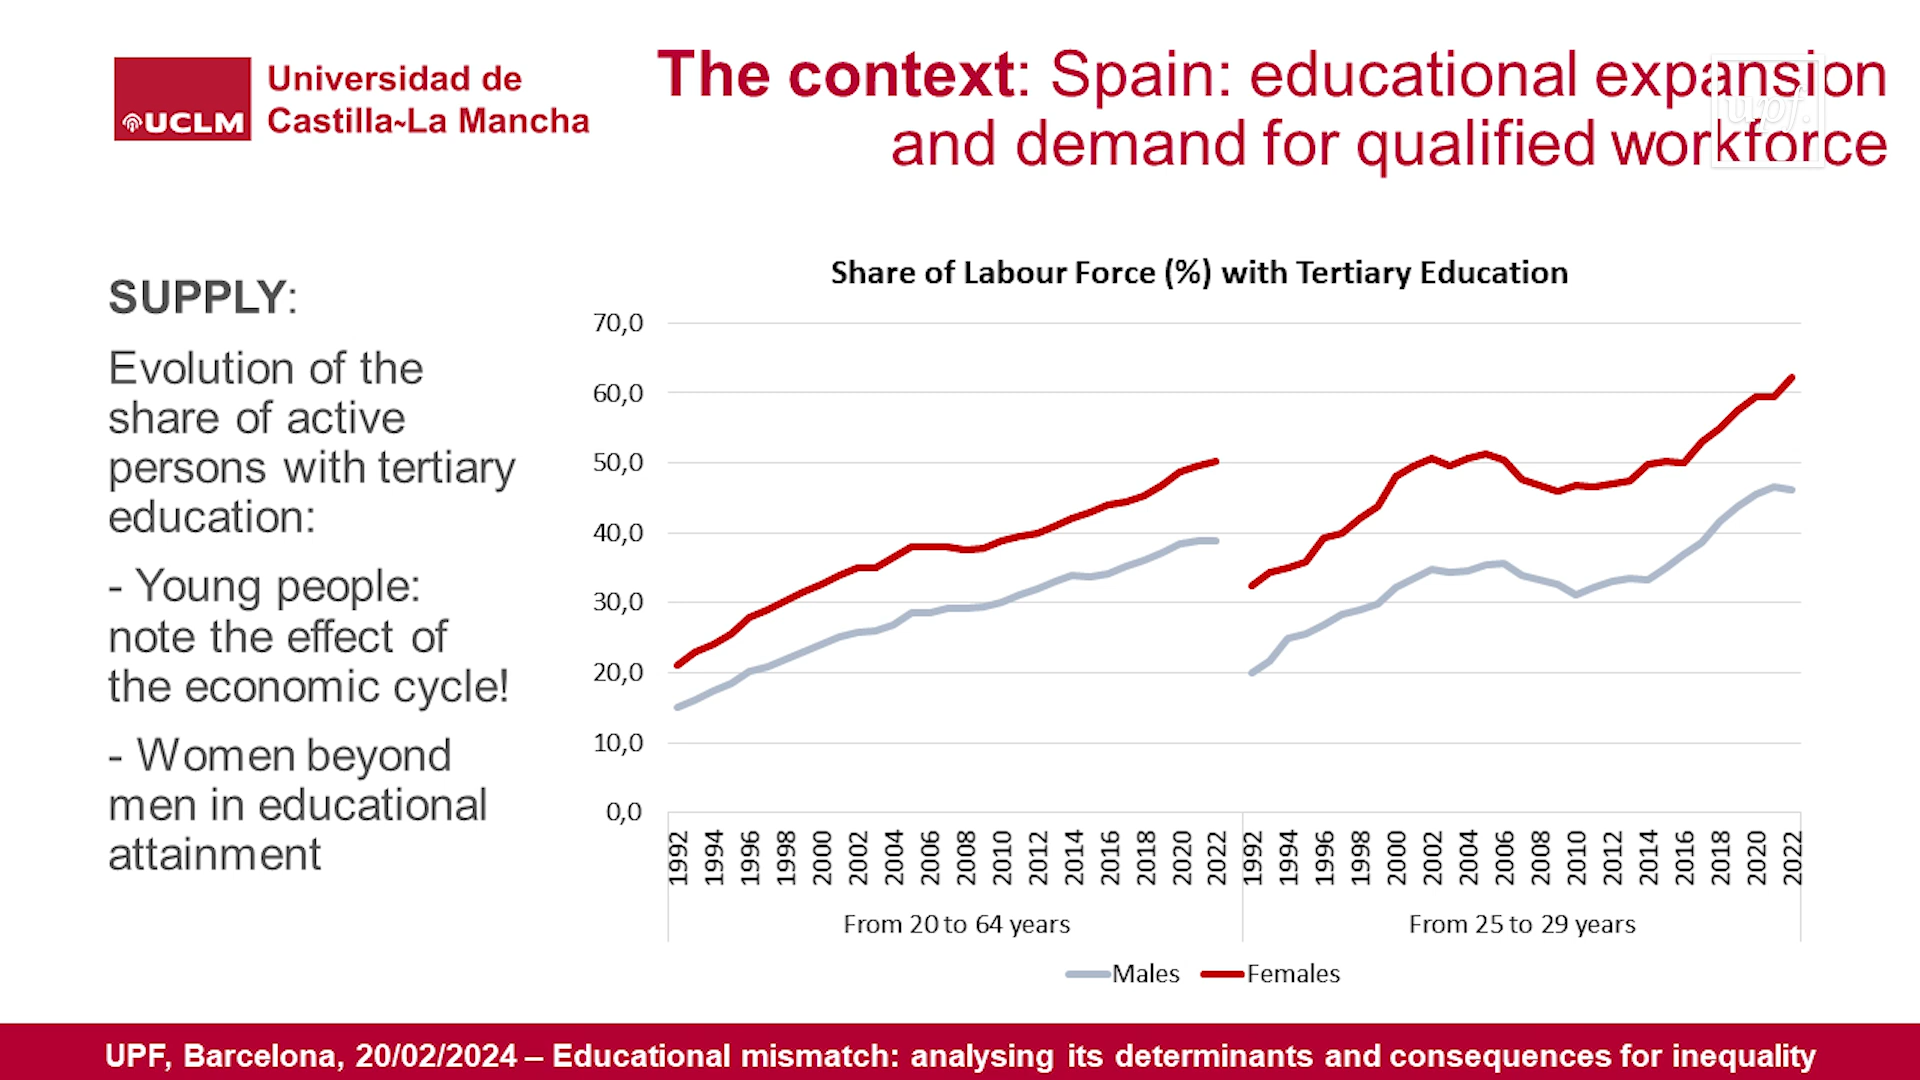 UCLM
Universidad de
Castilla~La Mancha
The context: Spain: educational expansion
and demand for qualified workforce
upf.
SUPPLY:
Evolution of the
share of active
persons with tertiary
education:
- Young people:
note the effect of
the economic cycle!
- Women beyond
men in educational
attainment
Share of Labour Force (%) with Tertiary Education
70,0
60,0
50,0
40,0
30,0
20,0
10,0
0,0
1992 1994 1996 1998 2000 2002 2004 2006 2008 2010 2012 2014 2016 2018 2020 2022 1992 1994 1996 1998 2000 2002 2004 2006 2008 2010 2012 2014 2016 2018 2020 2022
From 20 to 64 years From 25 to 29 years
Males Females
UPF, Barcelona, 20/02/2024 – Educational mismatch: analysing its determinants and consequences for inequality